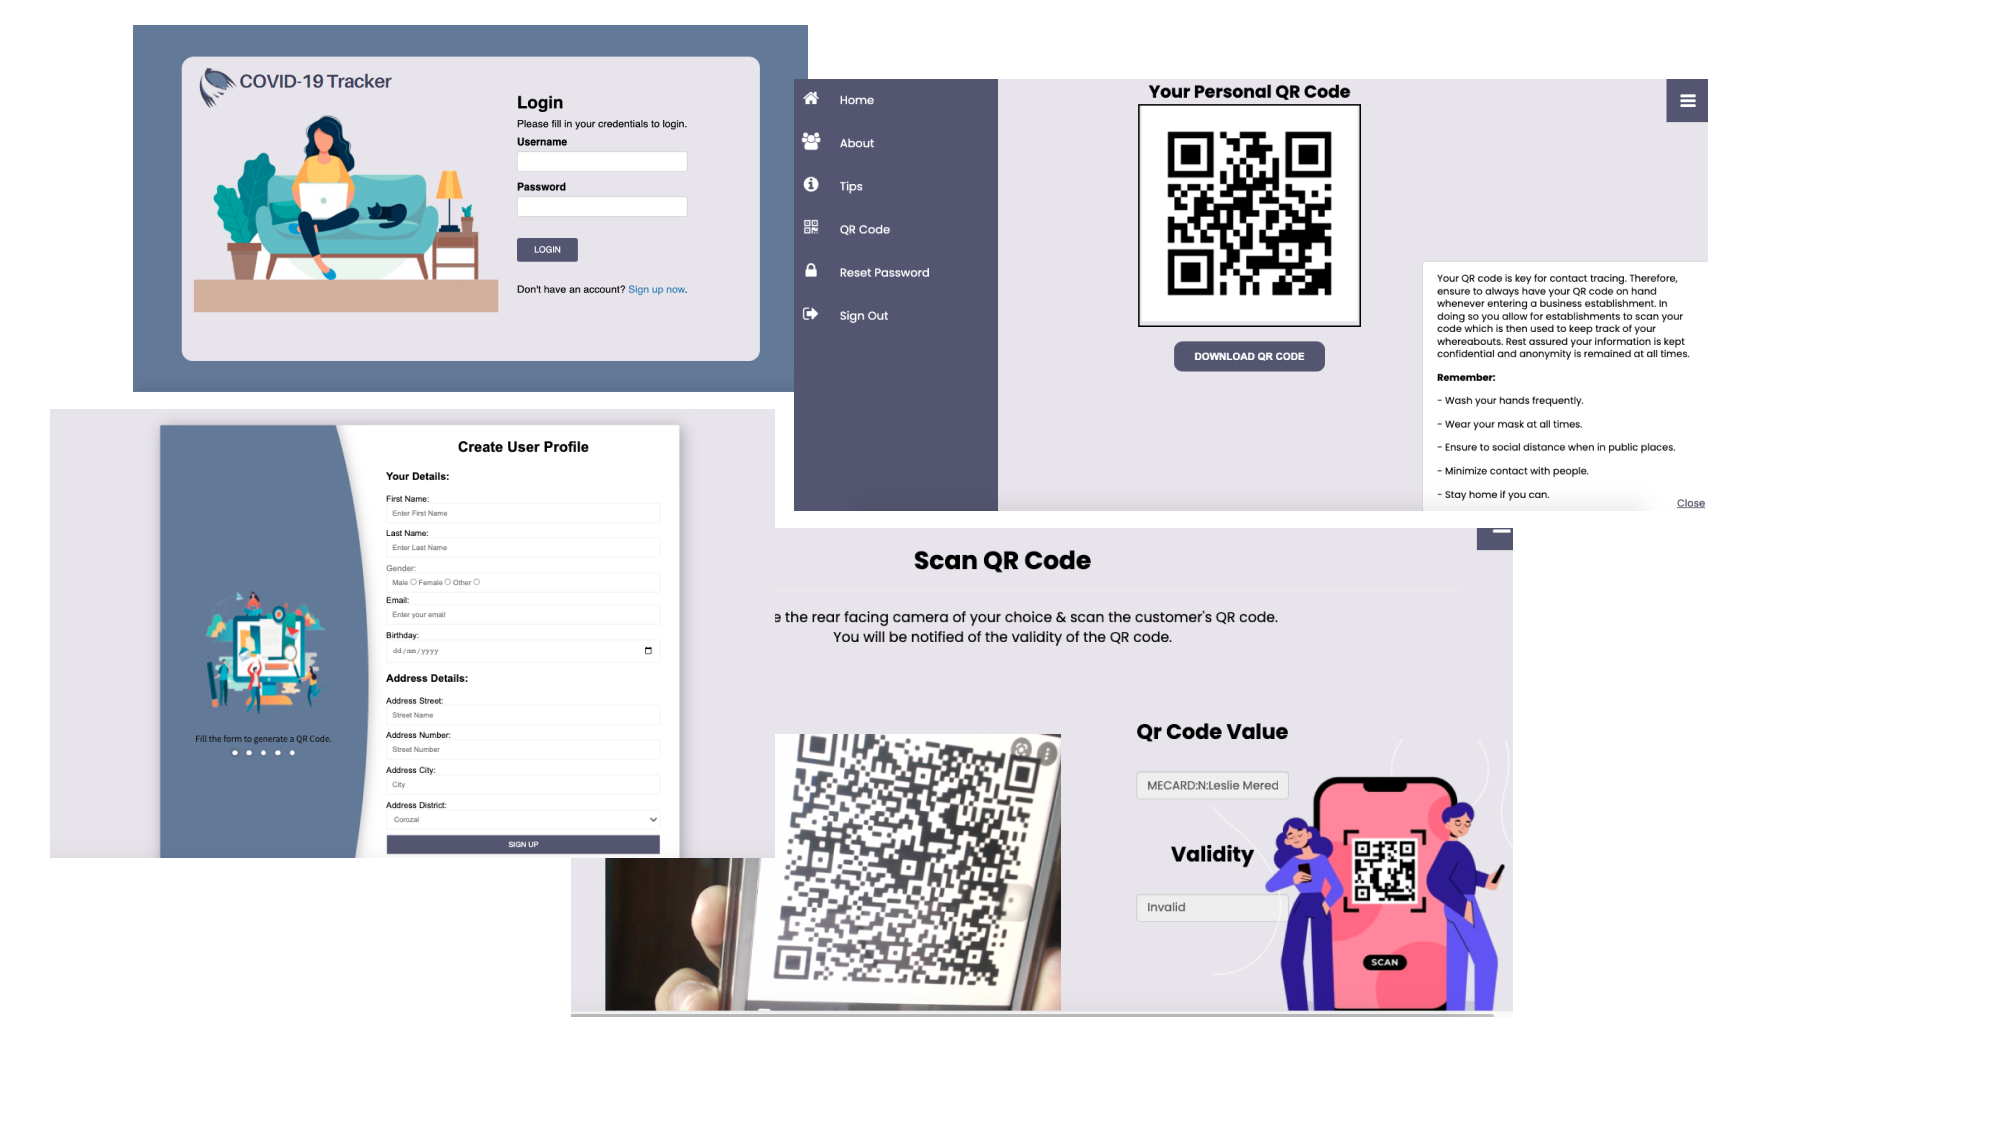 COVID-19 Tracker
Login
Please fill in your credentials to login.
Username
Password
LOGIN
Don't have an account? Sign up now.
Home
About
Tips
QR Code
Reset Password
Sign Out
Your Personal QR Code
DOWNLOAD QR CODE
Your QR code is key for contact tracing. Therefore,
ensure to always have your QR code on hand
whenever entering a business establishment. In
doing so you allow for establishments to scan your
code which is then used to keep track of your
whereabouts. Rest assured your information is kept
confidential and anonymity is remained at all times.
Remember:
- Wash your hands frequently.
- Wear your mask at all times.
- Ensure to social distance when in public places.
- Minimize contact with people.
- Stay home if you can.
Close
Fill the form to generate a QR Code.
Create User Profile
Your Details:
First Name:
Enter First Name
Last Name:
Enter Last Name
Gender:
Male Female Other
Email:
Enter your email
Birthday:
dd/mm/yyyy
Address Details:
Address Street:
Street Name
Address Number:
Street Number
Address City:
City
Address District:
Corozal
SIGN UP
Scan QR Code
e the rear facing camera of your choice & scan the customer's QR code.
You will be notified of the validity of the QR code.
Qr Code Value
MECARD:N:Leslie Mered
Validity
Invalid
SCAN